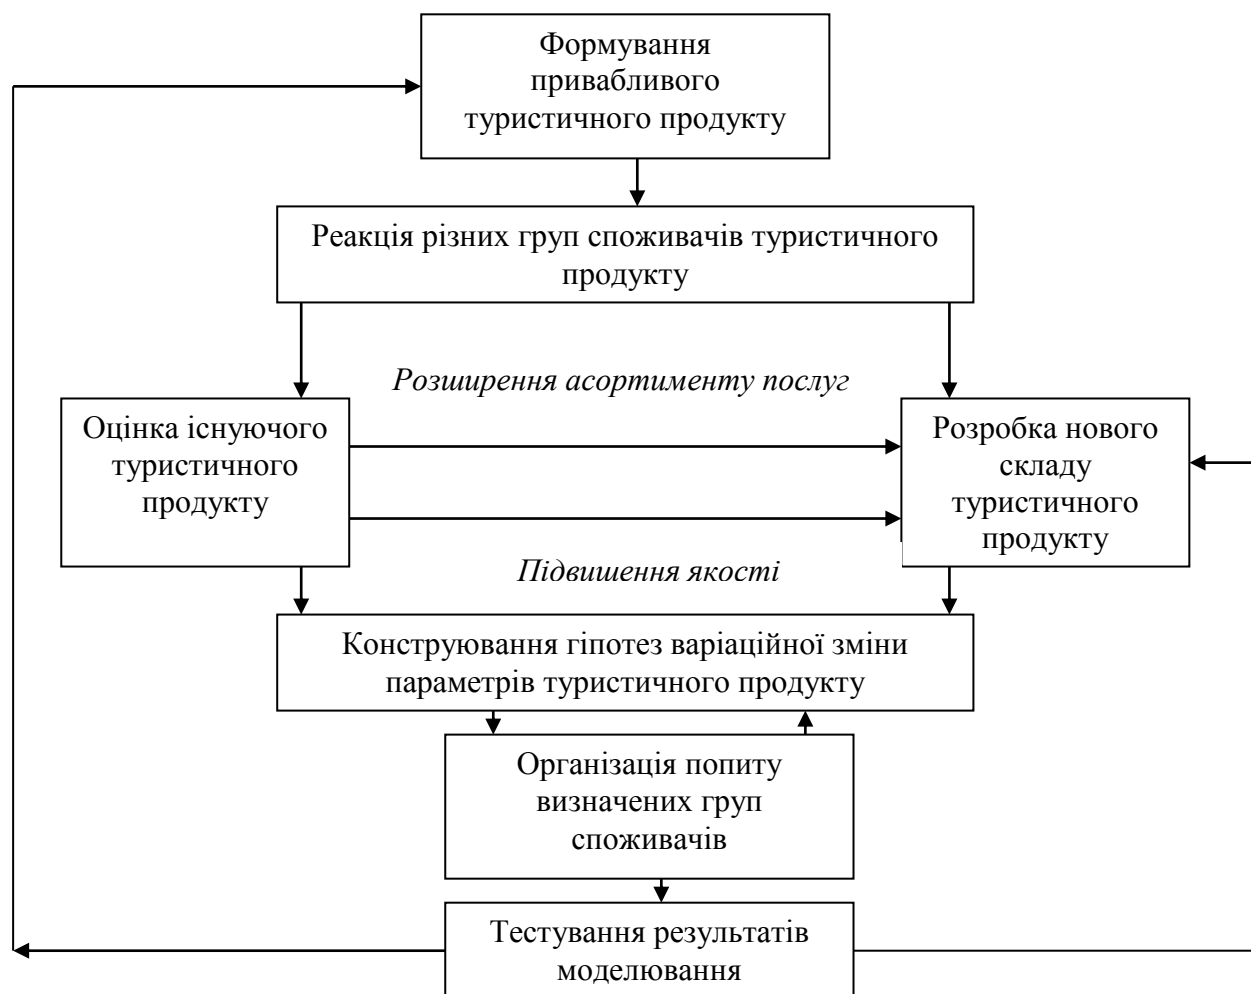 Формування
привабливого
туристичного продукту
Реакція різних груп споживачів туристичного
продукту
Розширення асортименту послуг
Оцінка існуючого
туристичного
продукту
Розробка нового
складу
туристичного
продукту
Підвишення якості
Конструювання гіпотез варіаційної зміни
параметрів туристичного продукту
Організація попиту
визначених груп
споживачів
Тестування результатів
моделювання